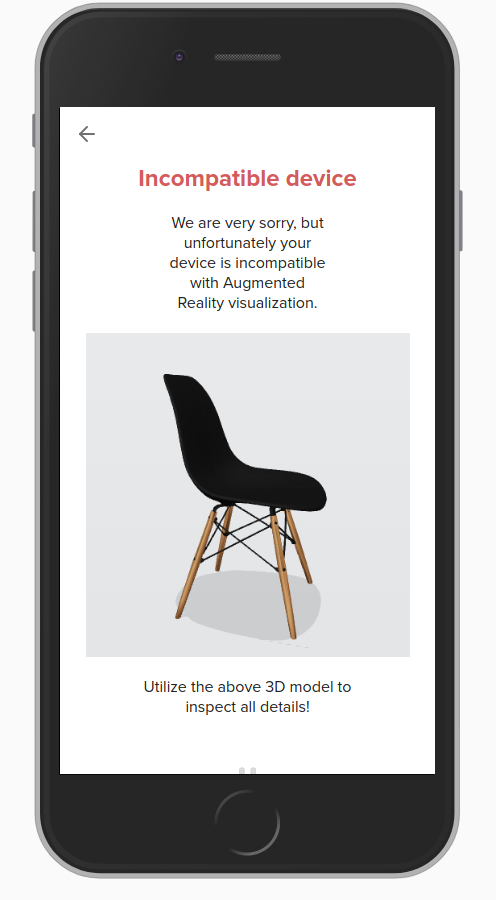 Incompatible device
We are very sorry, but
unfortunately your
device is incompatible
with Augmented
Reality visualization.
Utilize the above 3D model to
inspect all details!